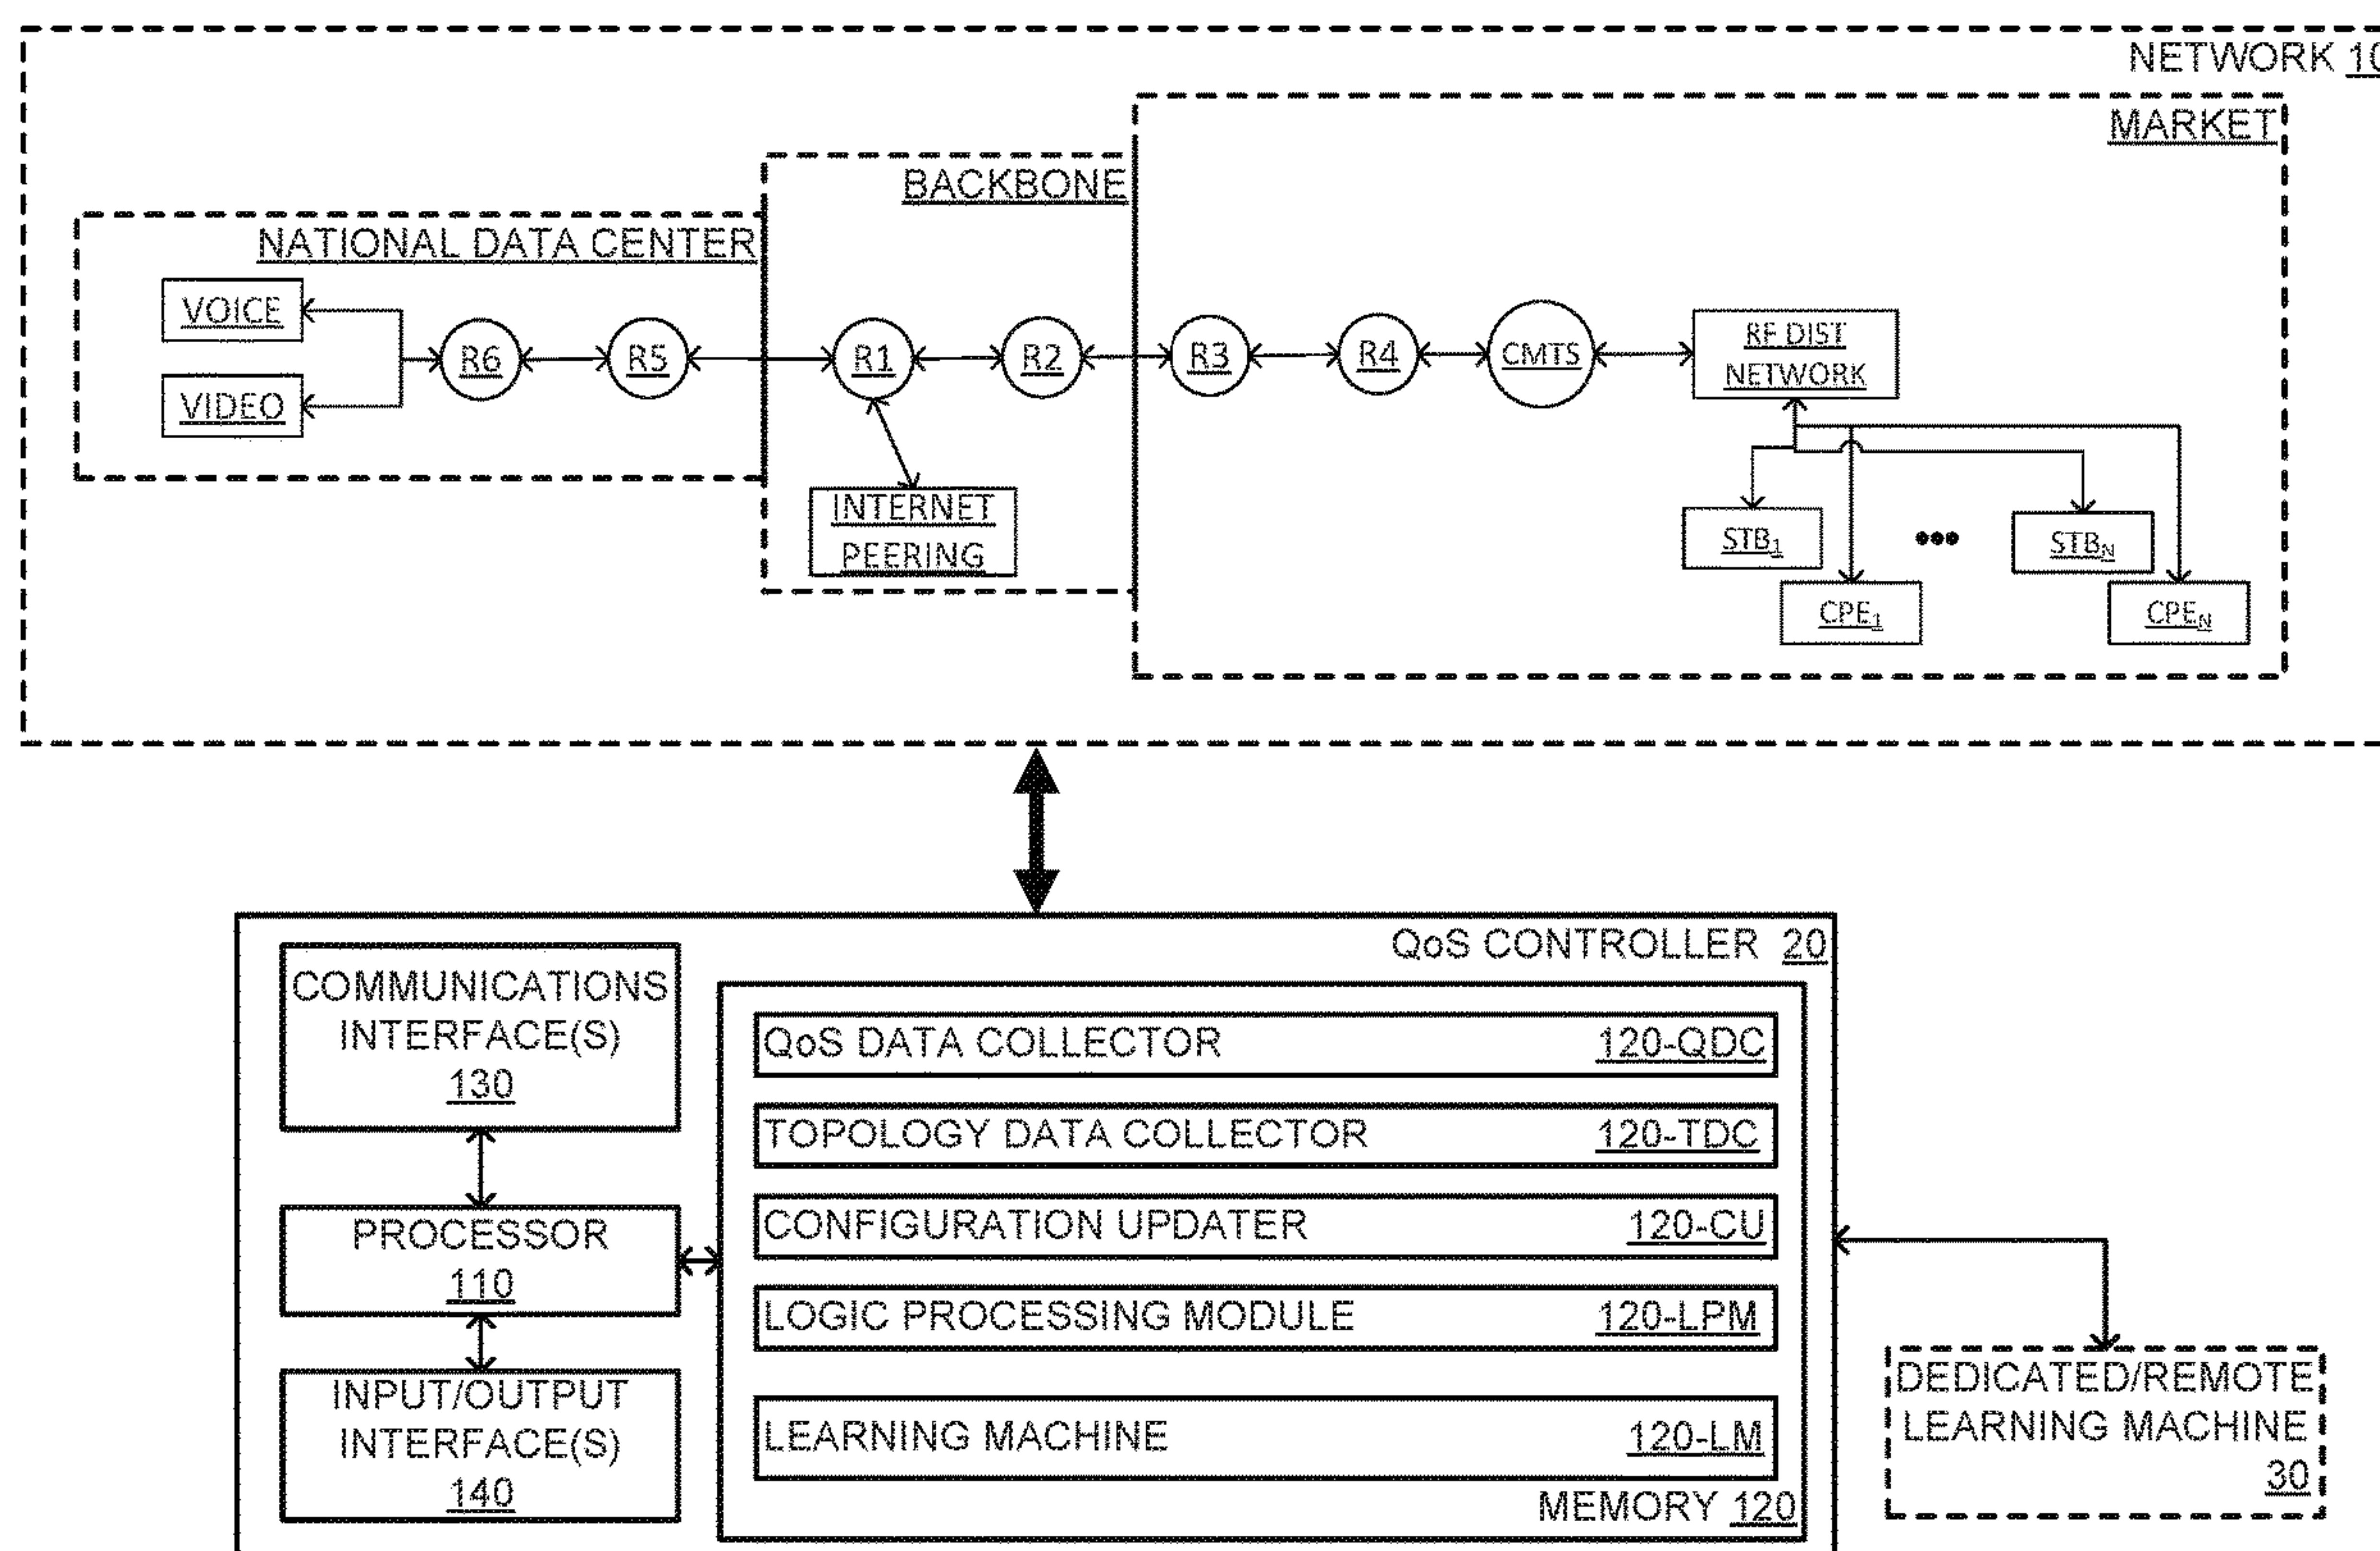 NETWORK 10
MARKET
BACKBONE
NATIONAL DATA CENTER
VOICE
VIDEO
R6
R5
R1
R2
R3
R4
CMTS
RF DIST
NETWORK
INTERNET
PEERING
STB1
STBN
CPE1
CPEN
QoS CONTROLLER 20
COMMUNICATIONS
INTERFACE(S)
130
PROCESSOR
110
INPUT/OUTPUT
INTERFACE(S)
140
QoS DATA COLLECTOR 120-QDC
TOPOLOGY DATA COLLECTOR 120-TDC
CONFIGURATION UPDATER 120-CU
LOGIC PROCESSING MODULE 120-LPM
LEARNING MACHINE 120-LM
MEMORY 120
DEDICATED/REMOTE
LEARNING MACHINE
30